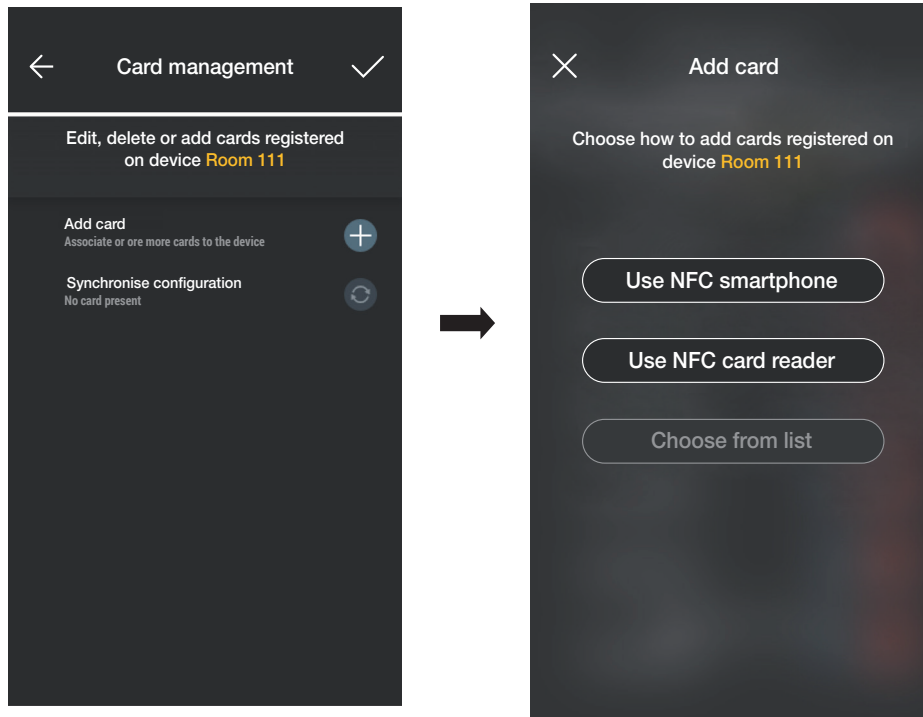 Card management
Edit, delete or add cards registered
on device Room 111
Add card
Associate or ore more cards to the device
Synchronise configuration
No card present
Add card
Choose how to add cards registered on
device Room 111
Use NFC smartphone
Use NFC card reader
Choose from list